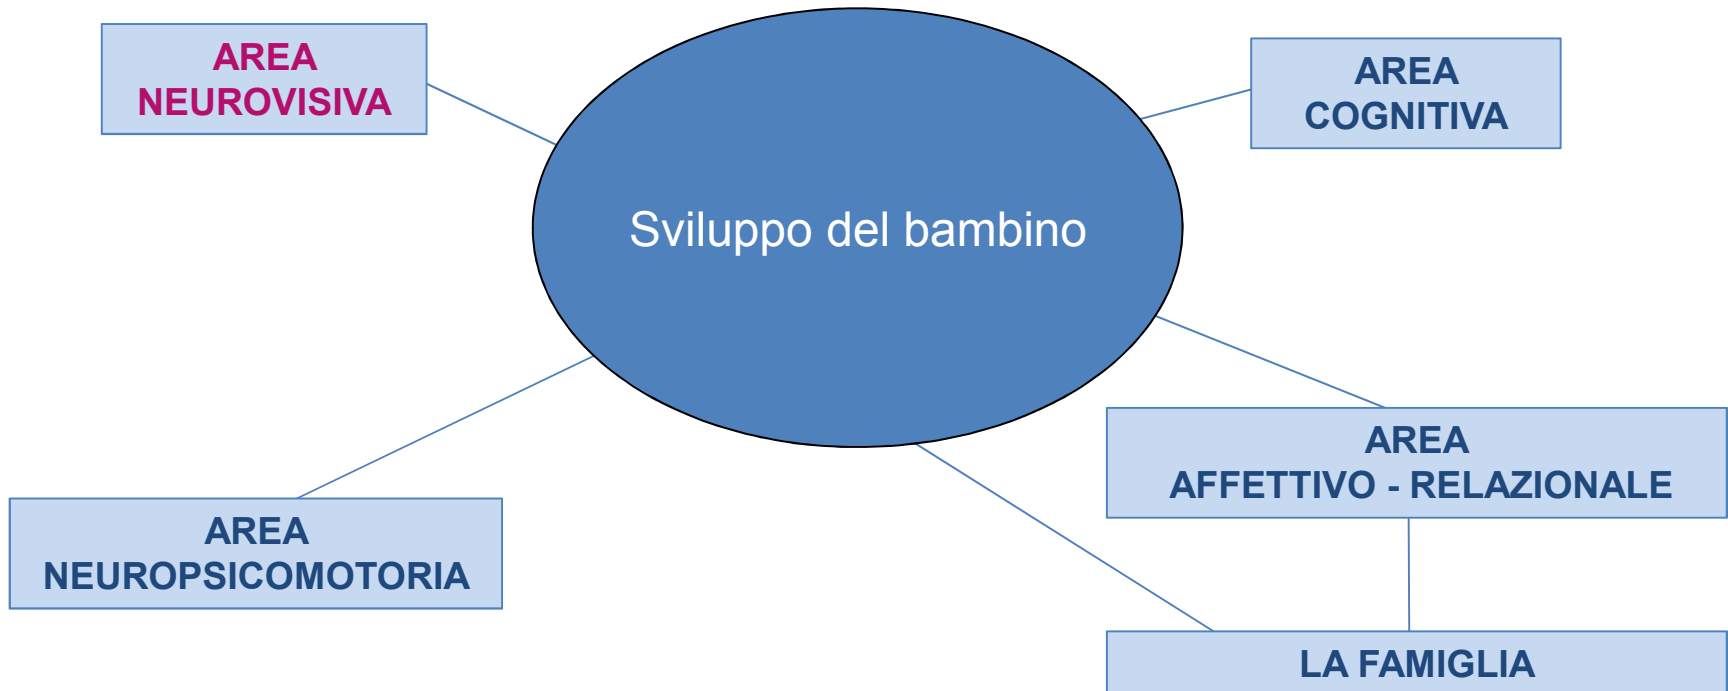 AREA
NEUROVISIVA
AREA
COGNITIVA
Sviluppo del bambino
AREA
AFFETTIVO - RELAZIONALE
AREA
NEUROPSICOMOTORIA
LA FAMIGLIA